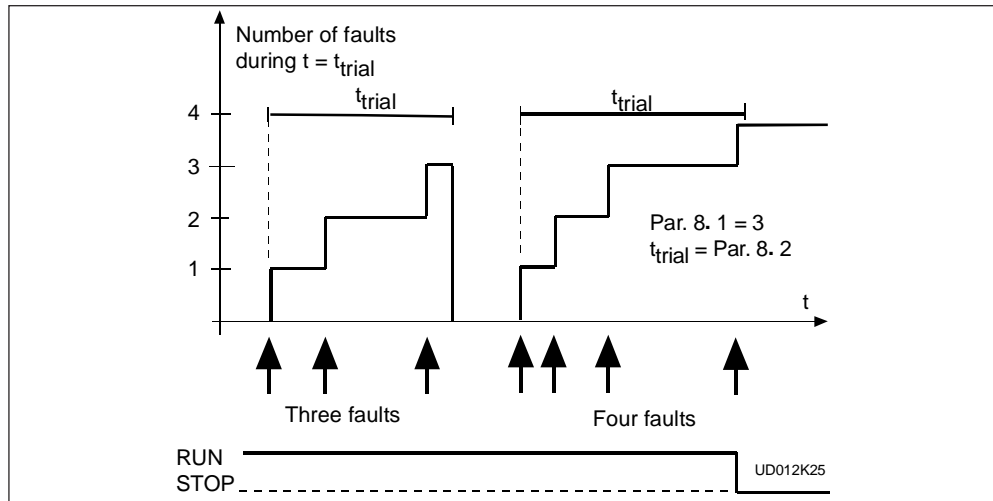 Number of faults
during t = ttrial
ttrial
ttrial
4
3
2
1
Par. 8. 1 = 3
ttrial = Par. 8. 2
t
Three faults
Four faults
RUN
STOP
UD012K25